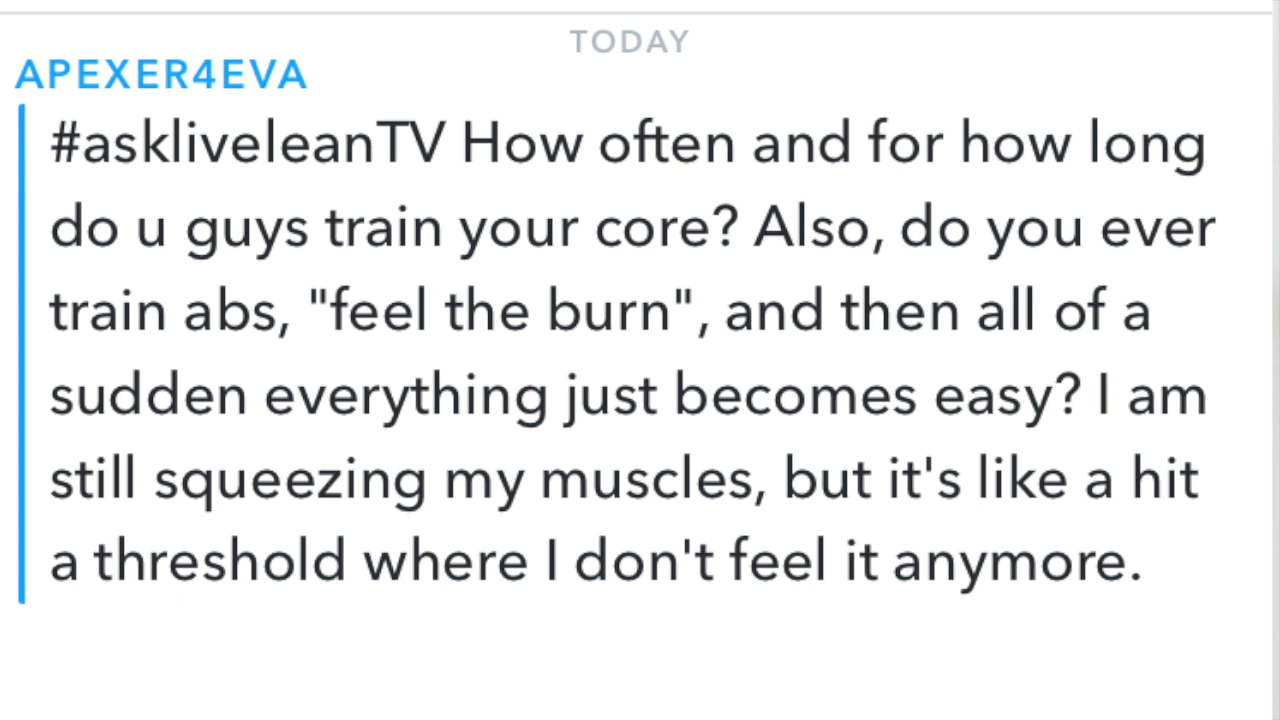 TODAY
APEXER4EVA
#askliveleanTV How often and for how long
do u guys train your core? Also, do you ever
train abs, "feel the burn", and then all of a
sudden everything just becomes easy? I am
still squeezing my muscles, but it's like a hit
a threshold where I don't feel it anymore.